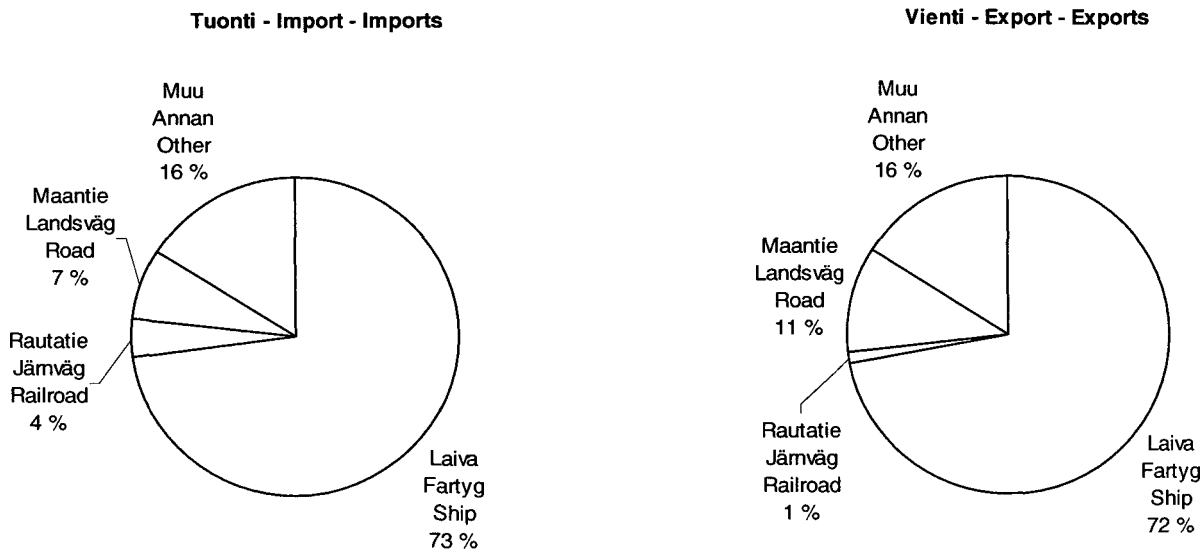 Tuonti - Import - Imports
Muu
Annan
Other
16 %
Maantie
Landsväg
Road
7 %
Rautatie
Järnväg
Railroad
4 %
Laiva
Fartyg
Ship
73 %
Vienti - Export - Exports
Muu
Annan
Other
16 %
Maantie
Landsväg
Road
11 %
Rautatie
Järnväg
Railroad
1 %
Laiva
Fartyg
Ship
72 %